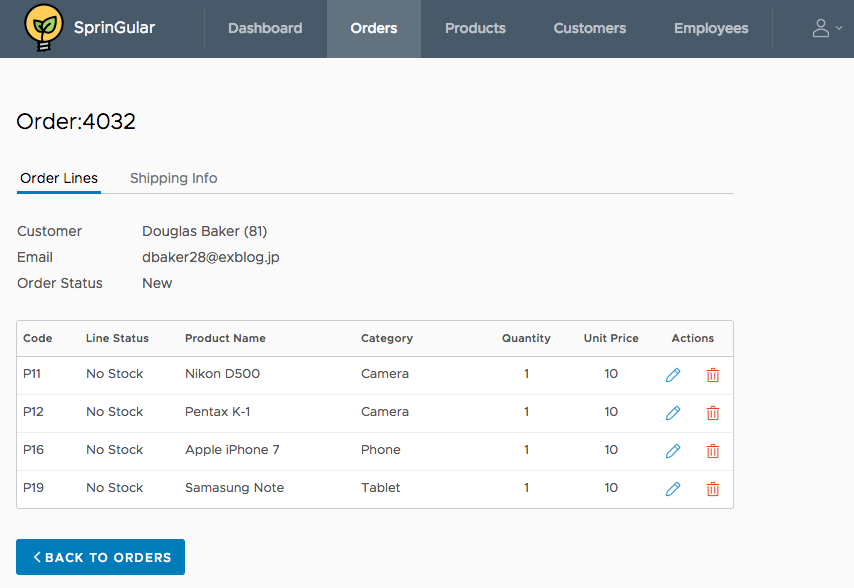 SprinGular Dashboard Orders Products Customers Employees
Order:4032
Order Lines Shipping Info
Customer Douglas Baker (81)
Email dbaker28@exblog.jp
Order Status New
Code Line Status Product Name Category Quantity Unit Price Actions
P11 No Stock Nikon D500 Camera 1 10
P12 No Stock Pentax K-1 Camera 1 10
P16 No Stock Apple iPhone 7 Phone 1 10
P19 No Stock Samasung Note Tablet 1 10
BACK TO ORDERS